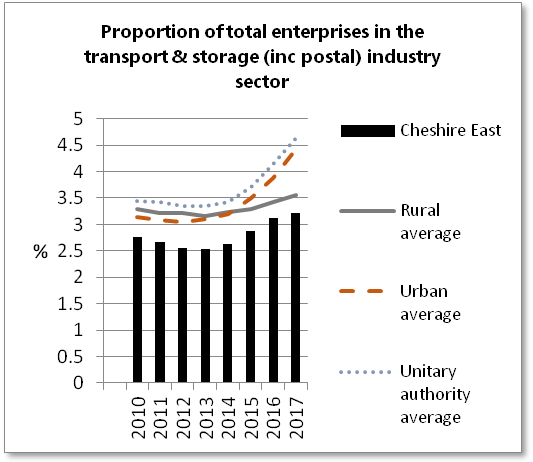 Proportion of total enterprises in the
transport & storage (inc postal) industry
sector
5
4.5
4
3.5
3
2.5
2
1.5
1
0.5
0
%
2010
2011
2012
2013
2014
2015
2016
2017
Cheshire East
Rural
average
Urban
average
Unitary
authority
average